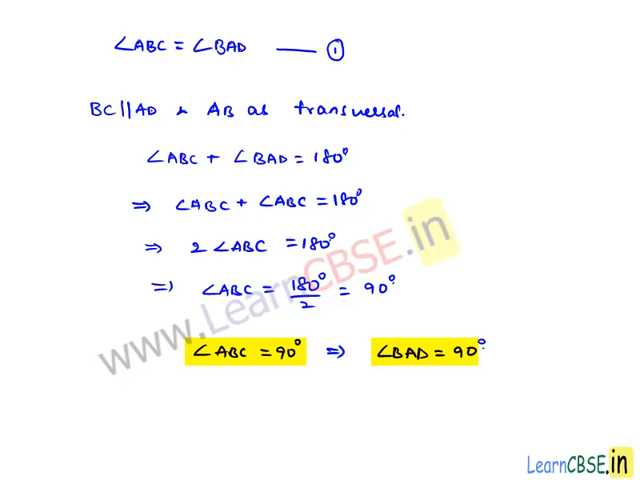 ∠ABC = ∠BAD —— ①
BC || AD & AB as transversal.
∠ABC + ∠BAD = 180°
⇒ ∠ABC + ∠ABC = 180°
⇒ 2 ∠ABC = 180°
⇒ ∠ABC = 180°/2 = 90°
∠ABC = 90° ⇒ ∠BAD = 90°
www.LearnCBSE.in
LearnCBSE.in